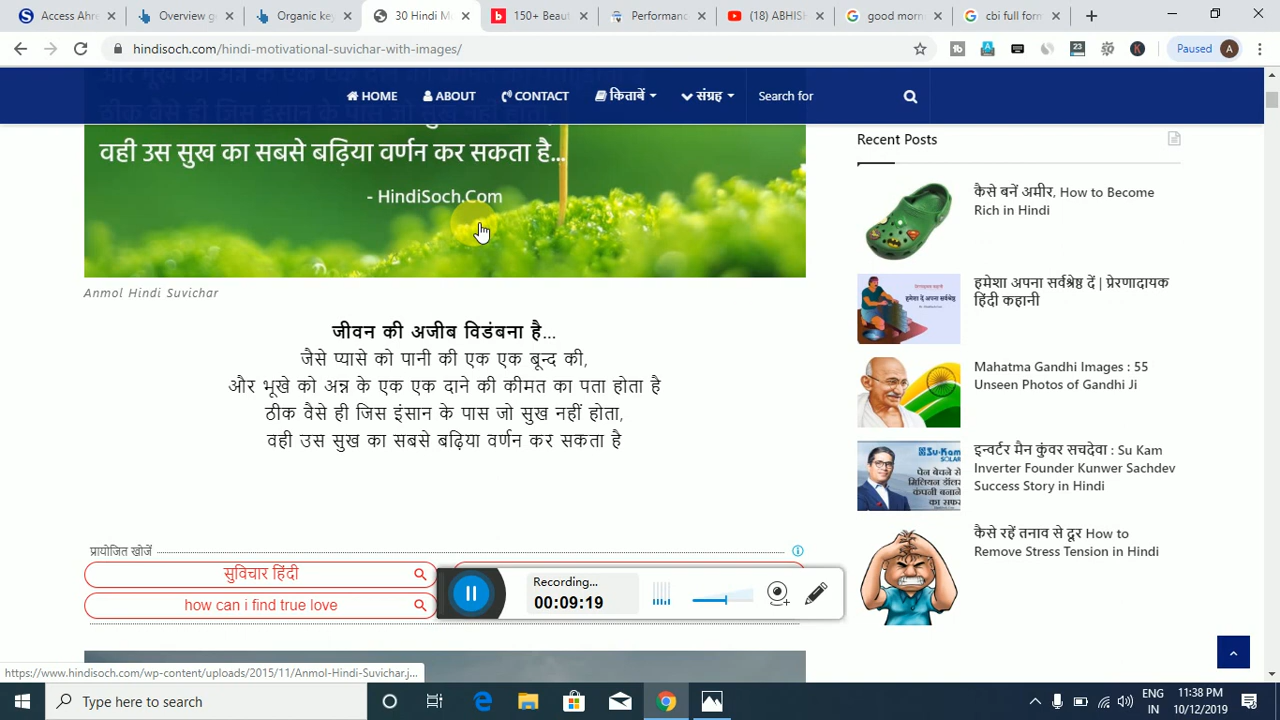 Access Ahre
Overview g
Organic ke
30 Hindi M
150+ Beau
Performanc
(18) ABHISH
good morn
cbi full for
hindisoch.com/hindi-motivational-suvichar-with-images/
23
K
Paused
A
HOME
ABOUT
CONTACT
किताबें
संग्रह
Search for
वही उस सुख का सबसे बढ़िया वर्णन कर सकता है...
- HindiSoch.Com
Anmol Hindi Suvichar
जीवन की अजीब विडंबना है...
जैसे प्यासे को पानी की एक एक बून्द की,
और भूखे को अन्न के एक एक दाने की कीमत का पता होता है
ठीक वैसे ही जिस इंसान के पास जो सुख नहीं होता,
वही उस सुख का सबसे बढ़िया वर्णन कर सकता है
प्रायोजित खोजें
सुविचार हिंदी
how can i find true love
Recording...
00:09:19
Recent Posts
कैसे बनें अमीर, How to Become
Rich in Hindi
हमेशा अपना सर्वश्रेष्ठ दें | प्रेरणादायक
हिंदी कहानी
Mahatma Gandhi Images : 55
Unseen Photos of Gandhi Ji
इन्वर्टर मैन कुंवर सचदेवा : Su Kam
Inverter Founder Kunwer Sachdev
Success Story in Hindi
कैसे रहें तनाव से दूर How to
Remove Stress Tension in Hindi
https://www.hindisoch.com/wp-content/uploads/2015/11/Anmol-Hindi-Suvichar.j...
Type here to search
ENG
IN
11:38 PM
10/12/2019